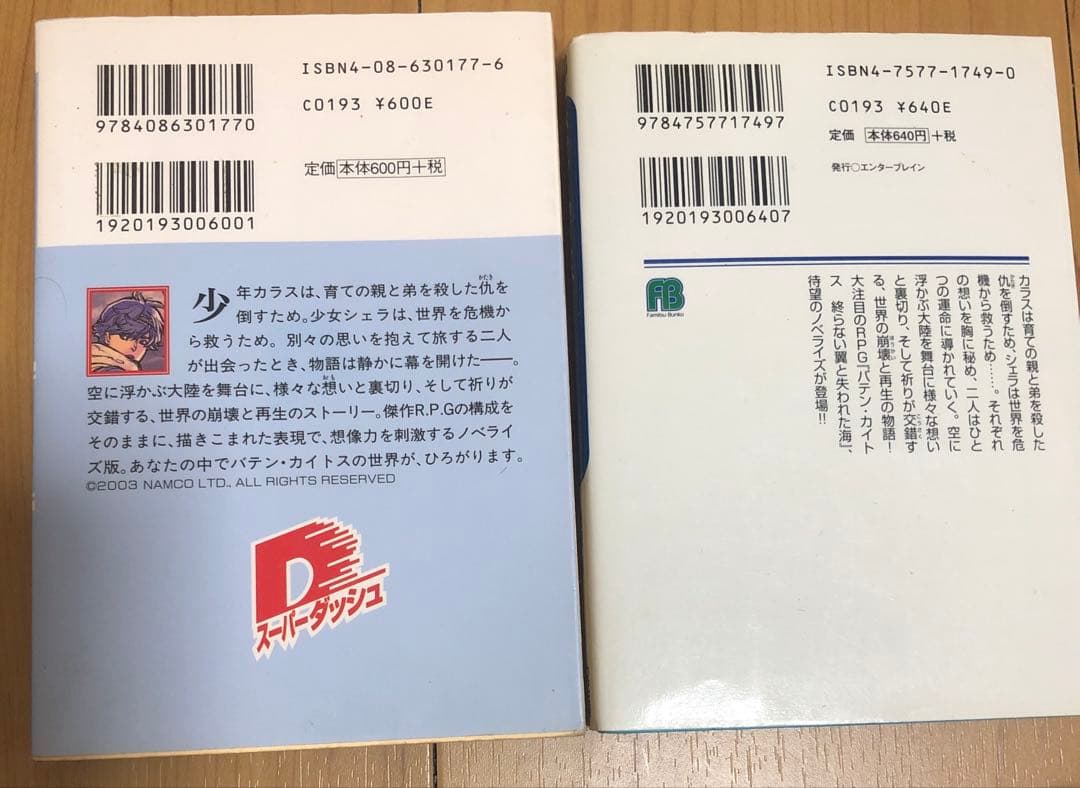 ISBN4-08-630177-6
C0193 ¥600E
9784086301770
定価 本体600円+税
1920193006001
少年カラスは、育ての親と弟を殺した仇を
かたき
倒すため。少女シェラは、世界を危機か
ら救うため。別々の思いを抱えて旅する二人
が出会ったとき、物語は静かに幕を開けた――。
空に浮かぶ大陸を舞台に、様々な想いと裏切り、そして祈りが
おも
交錯する、世界の崩壊と再生のストーリー。傑作R.P.Gの構成を
そのままに、描きこまれた表現で、想像力を刺激するノベライ
ズ版。あなたの中でバテン・カイトスの世界が、ひろがります。
©2003 NAMCO LTD., ALL RIGHTS RESERVED
D
スーパーダッシュ
ISBN4-7577-1749-0
C0193 ¥640E
9784757717497
定価 本体640円+税
発行○エンターブレイン
1920193006407
FB
Famitsu Bunko
カラスは育ての親と弟を殺した
仇を倒すため、シェラは世界を危
かたき
機から救うため……。それぞれ
の想いを胸に秘め、二人はひと
つの運命に導かれていく。空に
浮かぶ大陸を舞台に様々な想い
と裏切り、そして祈りが交錯す
こうさく
る、世界の崩壊と再生の物語!
ほうかい
大注目のRPG『バテン・カイト
ス 終らない翼と失われた海』、
待望のノベライズが登場!!